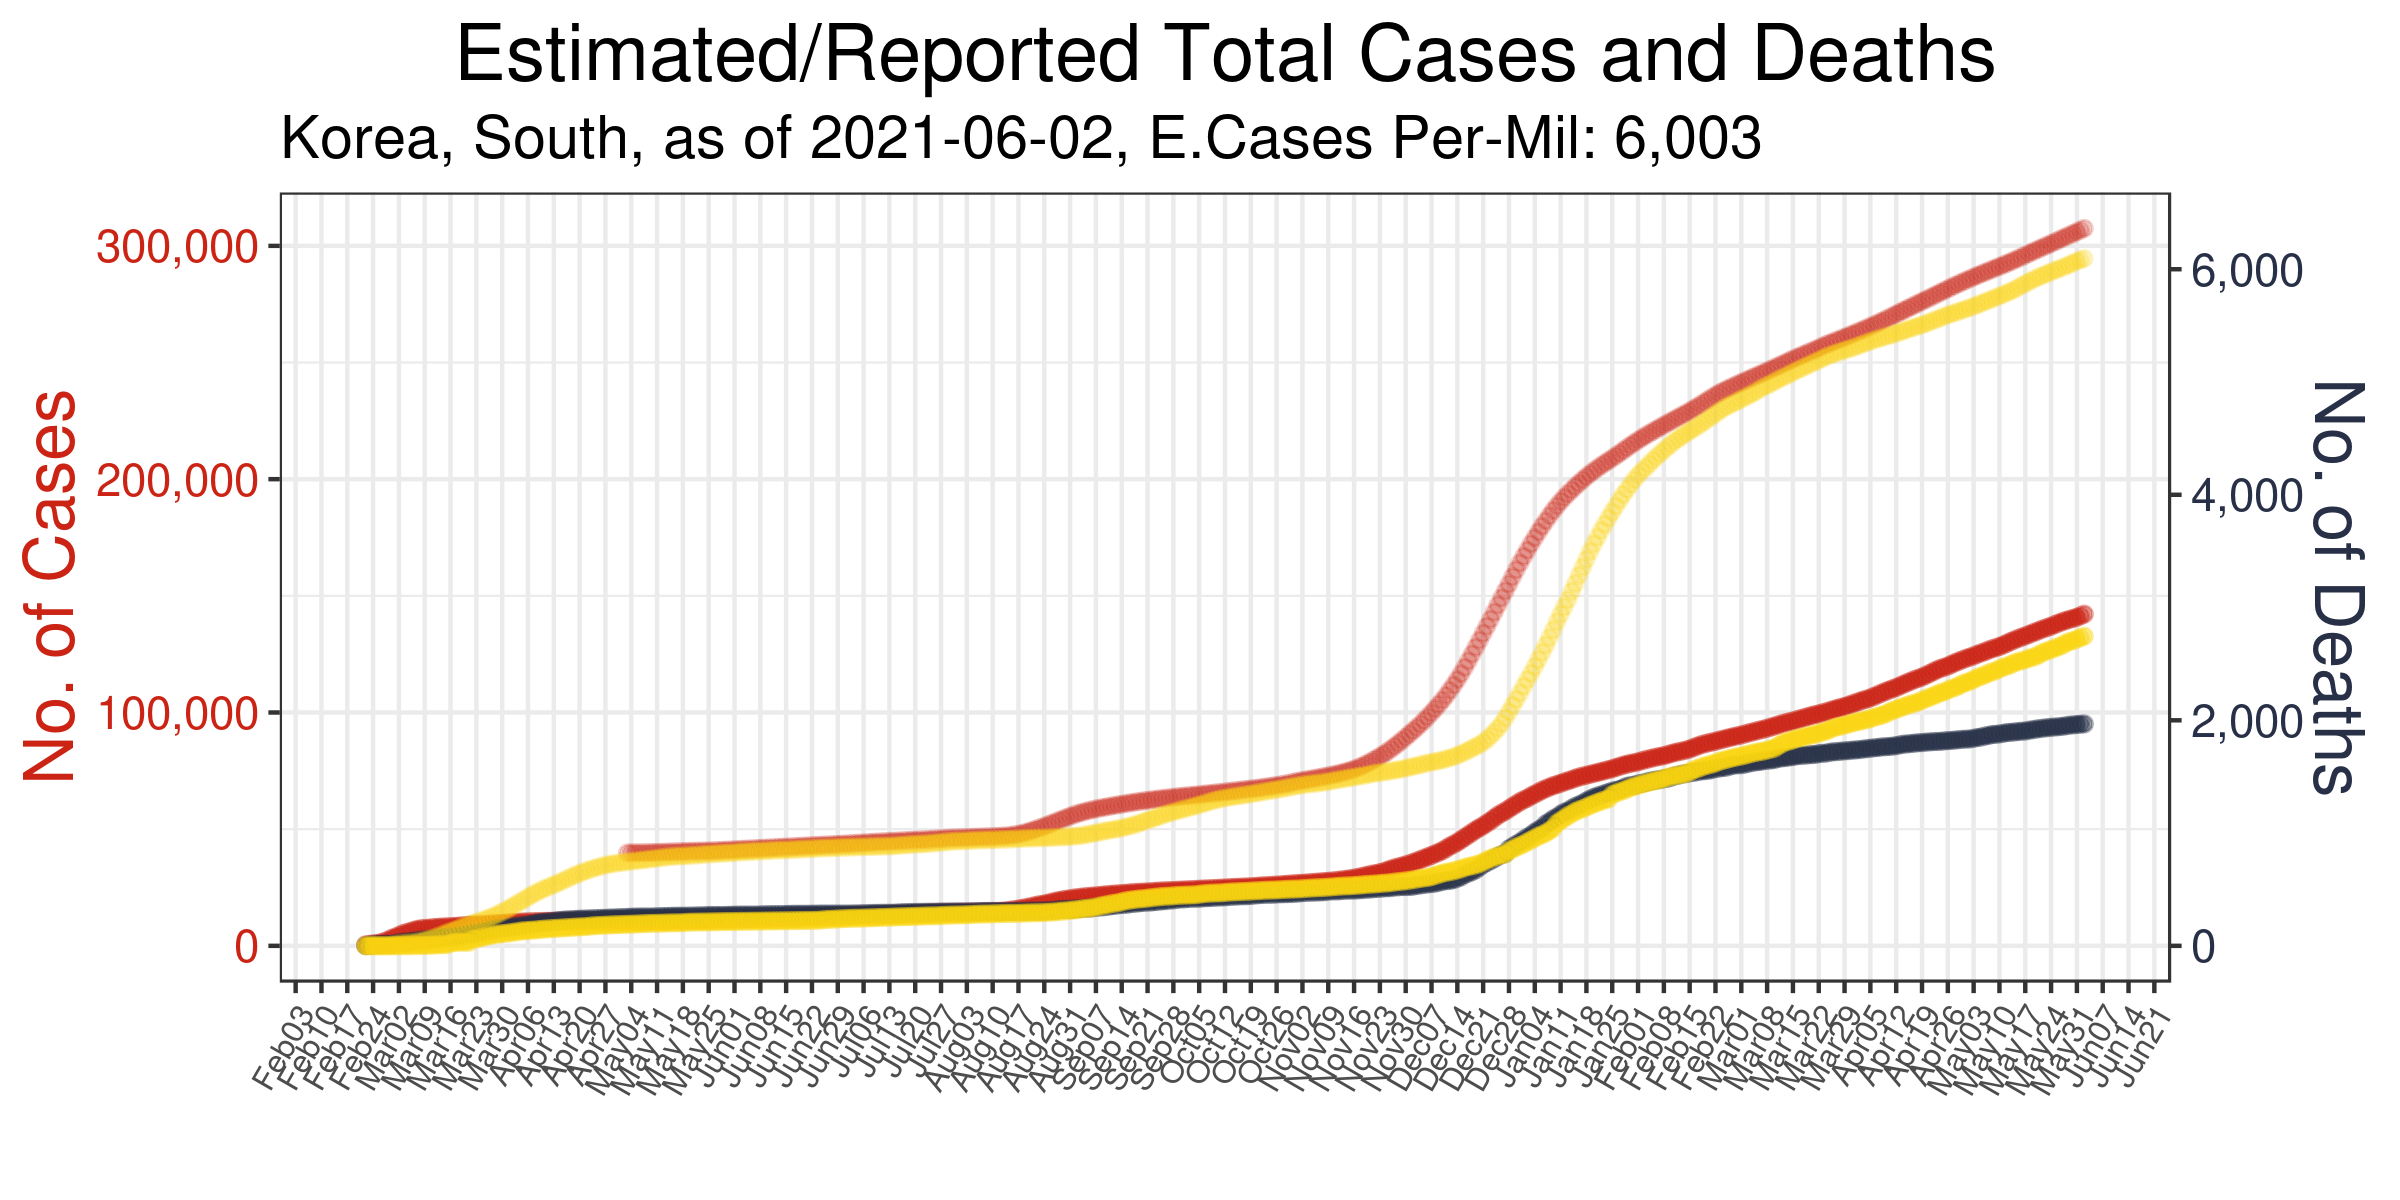 Estimated/Reported Total Cases and Deaths
Korea, South, as of 2021-06-02, E.Cases Per-Mil: 6,003
No. of Cases
300,000
200,000
100,000
0
6,000
4,000
2,000
0
No. of Deaths
Feb03
Feb10
Feb17
Feb24
Mar02
Mar09
Mar16
Mar23
Mar30
Apr06
Apr13
Apr20
Apr27
May04
May11
May18
May25
Jun01
Jun08
Jun15
Jun22
Jun29
Jul06
Jul13
Jul20
Jul27
Aug03
Aug10
Aug17
Aug24
Aug31
Sep07
Sep14
Sep21
Sep28
Oct05
Oct12
Oct19
Oct26
Nov02
Nov09
Nov16
Nov23
Nov30
Dec07
Dec14
Dec21
Dec28
Jan04
Jan11
Jan18
Jan25
Feb01
Feb08
Feb15
Feb22
Mar01
Mar08
Mar15
Mar22
Mar29
Apr05
Apr12
Apr19
Apr26
May03
May10
May17
May24
May31
Jun07
Jun14
Jun21